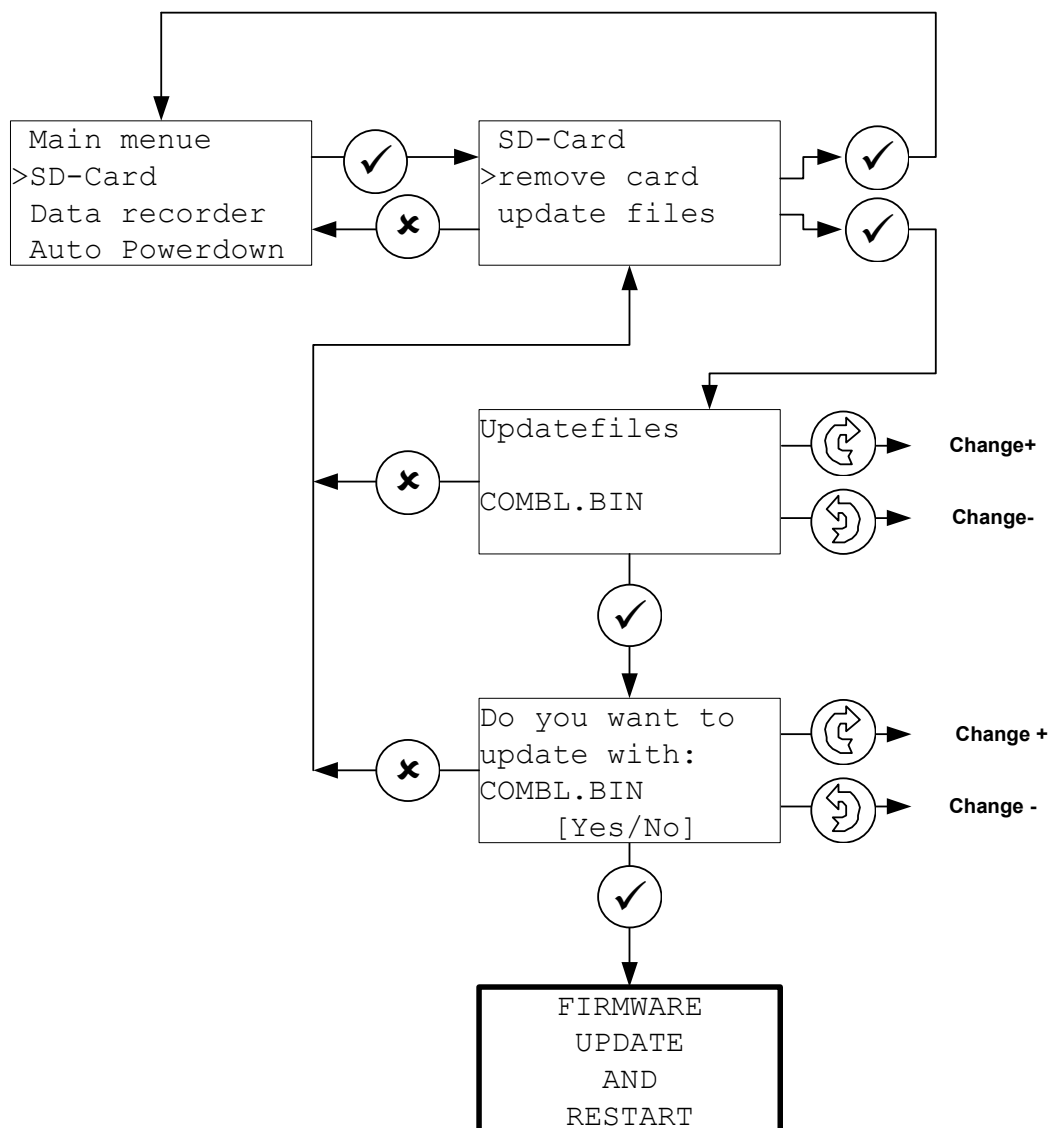 Main menue
>SD-Card
Data recorder
Auto Powerdown
SD-Card
>remove card
update files
Updatefiles
COMBL.BIN
Change+
Change-
Do you want to
update with:
COMBL.BIN
[Yes/No]
Change +
Change -
FIRMWARE
UPDATE
AND
RESTART